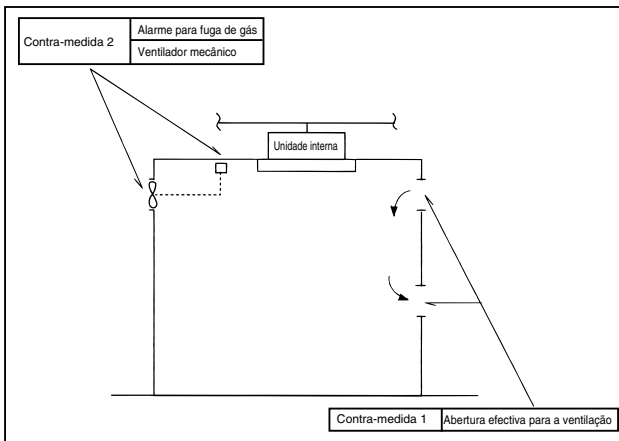 Contra-medida 2
Alarme para fuga de gás
Ventilador mecânico
Unidade interna
Contra-medida 1
Abertura efectiva para a ventilação